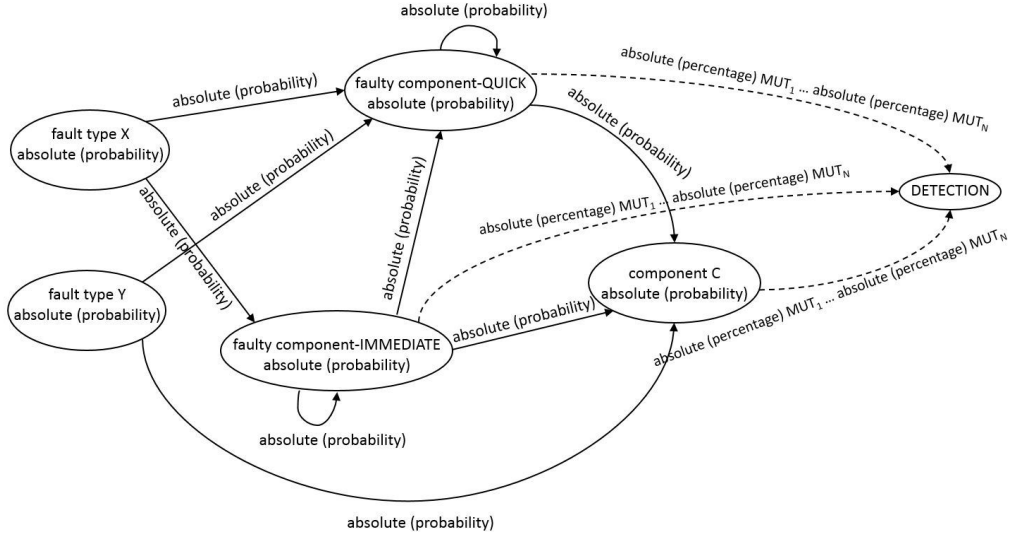 absolute (probability)
faulty component-QUICK
absolute (probability)
absolute (percentage) MUT₁ ... absolute (percentage) MUTN
absolute (probability)
absolute (probability)
fault type X
absolute (probability)
absolute (probability)
absolute (percentage) MUT₁ ... absolute (percentage) MUTN
DETECTION
absolute (probability)
absolute (probability)
fault type Y
absolute (probability)
component C
absolute (probability)
absolute (probability)
absolute (percentage) MUT₁ ... absolute (percentage) MUTN
faulty component-IMMEDIATE
absolute (probability)
absolute (probability)
absolute (probability)
absolute (probability)